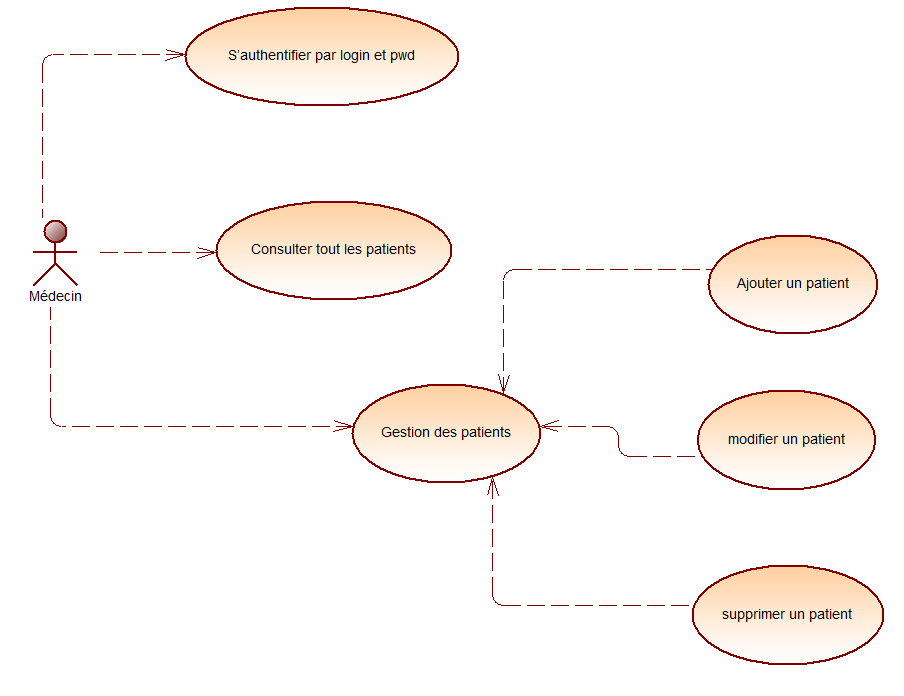 S'authentifier par login et pwd
Consulter tout les patients
Médecin
Ajouter un patient
Gestion des patients
modifier un patient
supprimer un patient